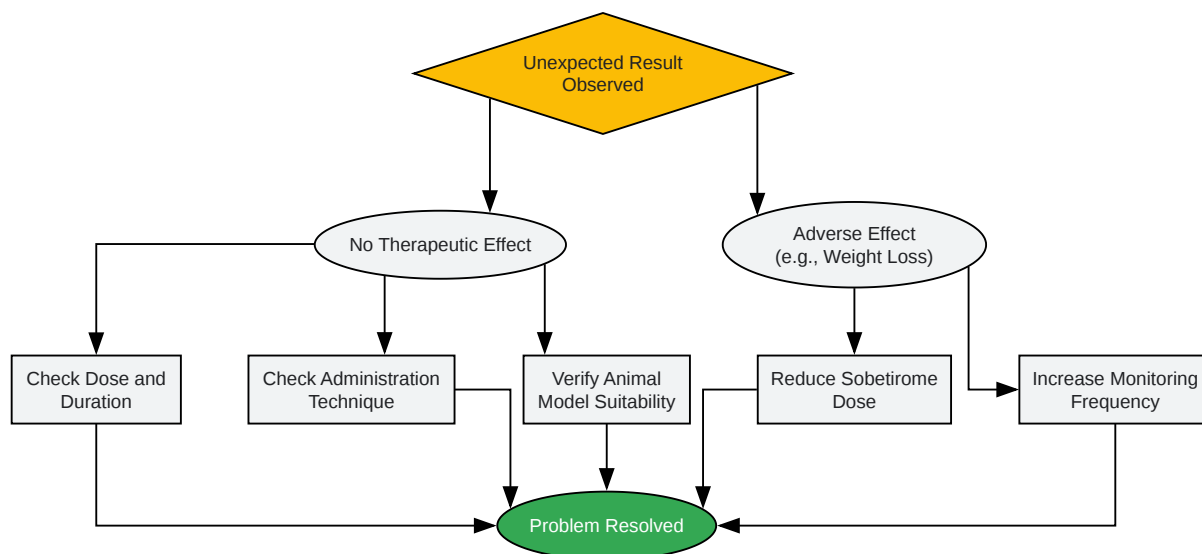 Unexpected Result
Observed
No Therapeutic Effect
Adverse Effect
(e.g., Weight Loss)
Check Dose and
Duration
Check Administration
Technique
Verify Animal
Model Suitability
Reduce Sobetirome
Dose
Increase Monitoring
Frequency
Problem Resolved